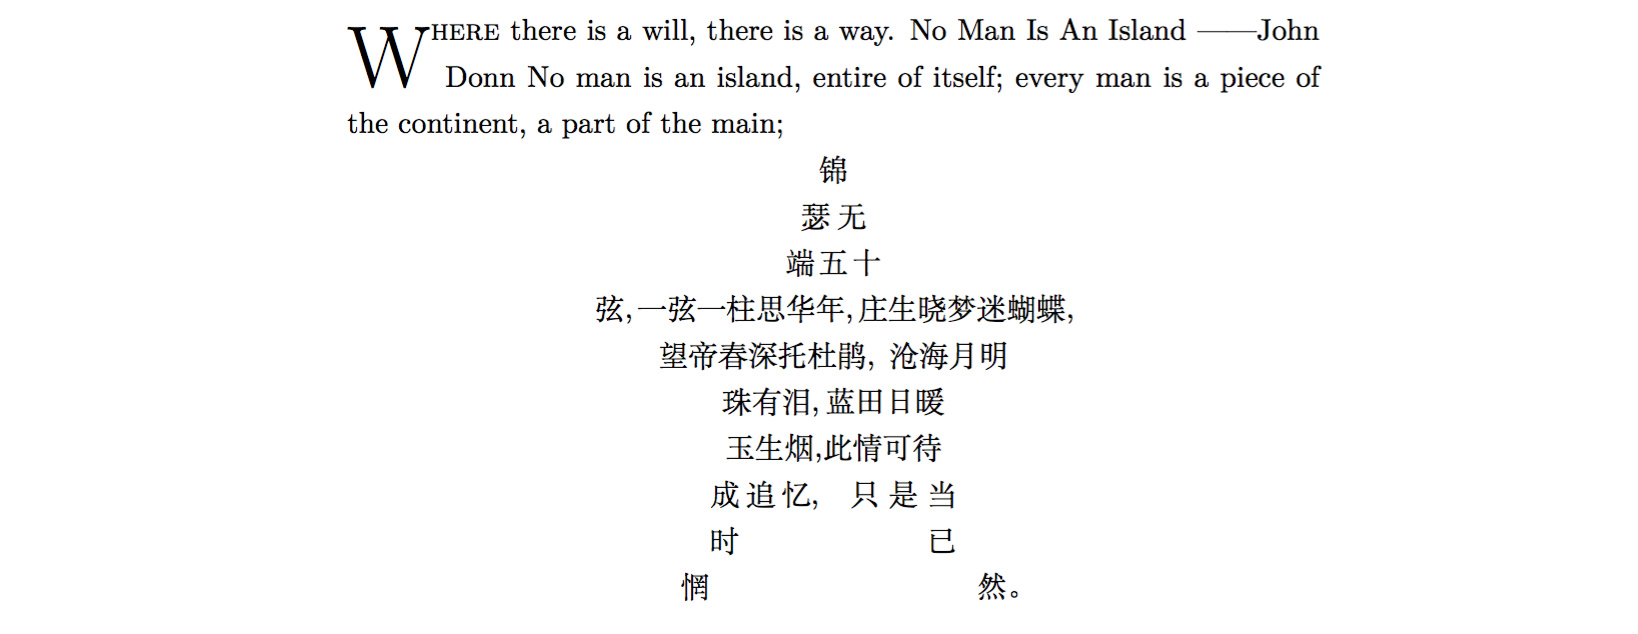 WHERE there is a will, there is a way. No Man Is An Island ——John
Donn No man is an island, entire of itself; every man is a piece of
the continent, a part of the main;
锦
瑟无
端五十
弦,一弦一柱思华年,庄生晓梦迷蝴蝶,
望帝春深托杜鹃, 沧海月明
珠有泪,蓝田日暖
玉生烟,此情可待
成追忆, 只是当
时 已
惘 然。